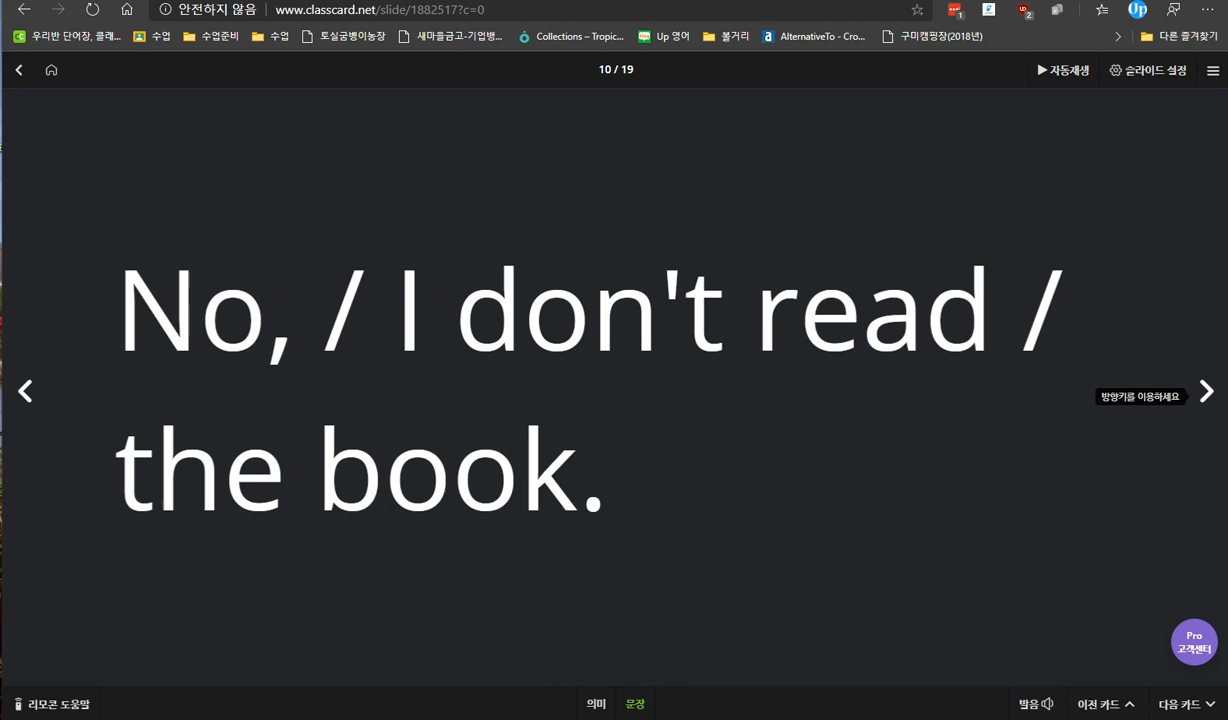 안전하지 않음 www.classcard.net/slide/1882517?c=0
우리반 단어장, 클래... 수업 수업준비 수업 토실굼벵이농장 새마을금고-기업뱅... Collections – Tropic... Up 영어 볼거리 AlternativeTo - Cro... 구미캠핑장(2018년) 다른 즐겨찾기
10 / 19 자동재생 슬라이드 설정
No, / I don't read /
방향키를 이용하세요
the book.
Pro
고객센터
리모콘 도움말 의미 문장 발음 이전 카드 다음 카드